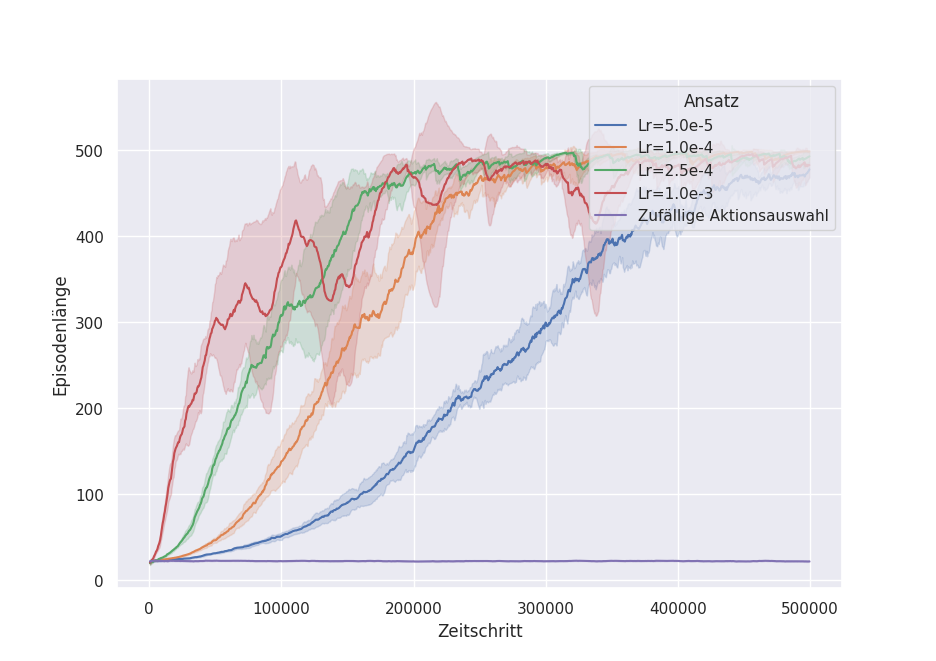 Ansatz
Lr=5.0e-5
Lr=1.0e-4
Lr=2.5e-4
Lr=1.0e-3
Zufällige Aktionsauswahl
Episodenlänge
500
400
300
200
100
0
0 100000 200000 300000 400000 500000
Zeitschritt